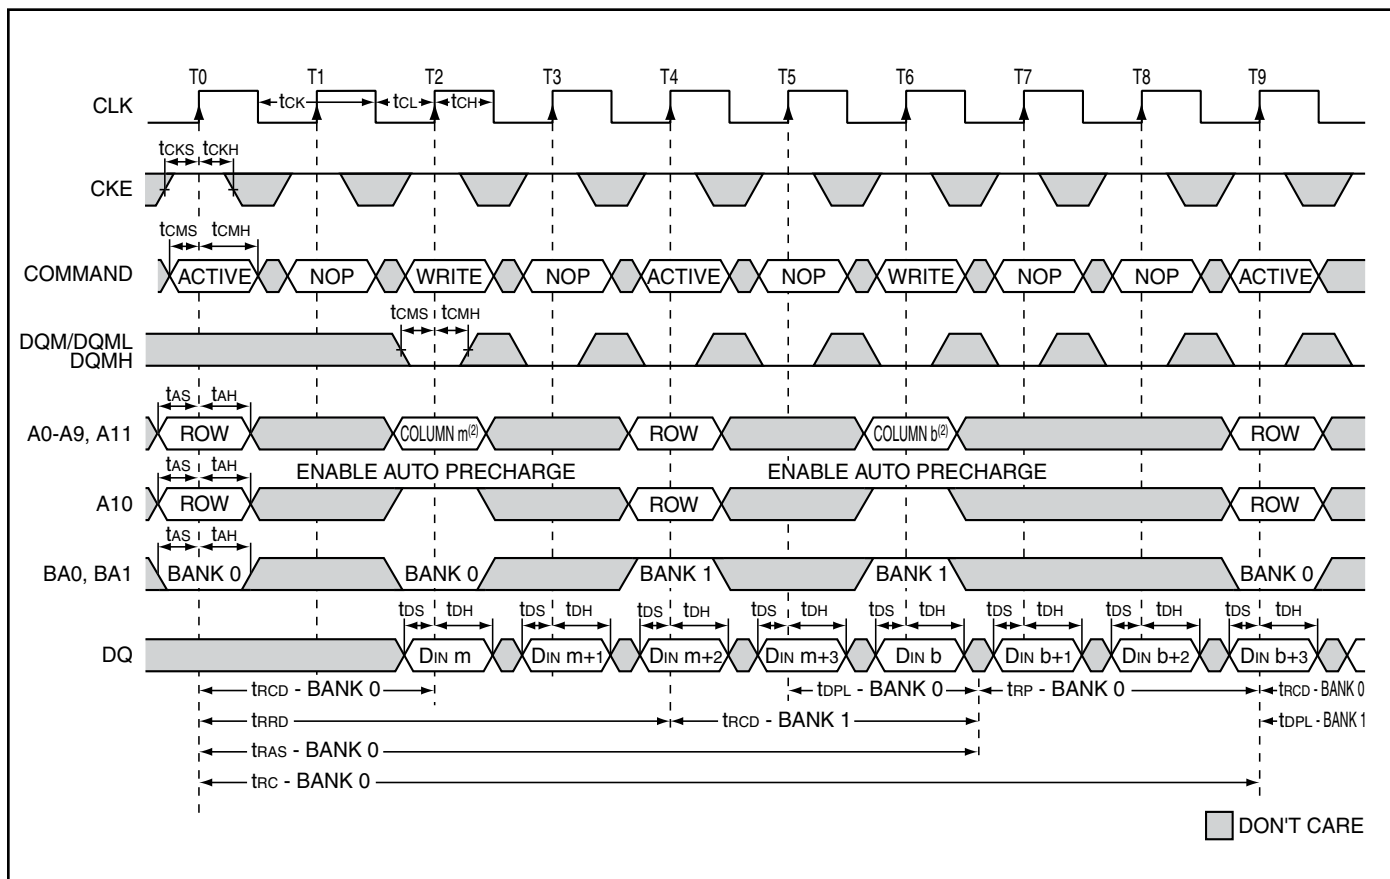 T0 T1 T2 T3 T4 T5 T6 T7 T8 T9
CLK tCK tCL tCH
tCKS tCKH
CKE
tCMS tCMH
COMMAND ACTIVE NOP WRITE NOP ACTIVE NOP WRITE NOP NOP ACTIVE
tCMS tCMH
DQM/DQML
DQMH
tAS tAH
A0-A9, A11 ROW COLUMN m(2) ROW COLUMN b(2) ROW
tAS tAH ENABLE AUTO PRECHARGE ENABLE AUTO PRECHARGE
A10 ROW ROW ROW
tAS tAH
BA0, BA1 BANK 0 BANK 0 BANK 1 BANK 1 BANK 0
tDS tDH tDS tDH tDS tDH tDS tDH tDS tDH tDS tDH tDS tDH tDS tDH
DQ DIN m DIN m+1 DIN m+2 DIN m+3 DIN b DIN b+1 DIN b+2 DIN b+3
tRCD - BANK 0 tDPL - BANK 0 tRP - BANK 0 tRCD - BANK 0
tRRD tRCD - BANK 1 tDPL - BANK 1
tRAS - BANK 0
tRC - BANK 0
DON'T CARE